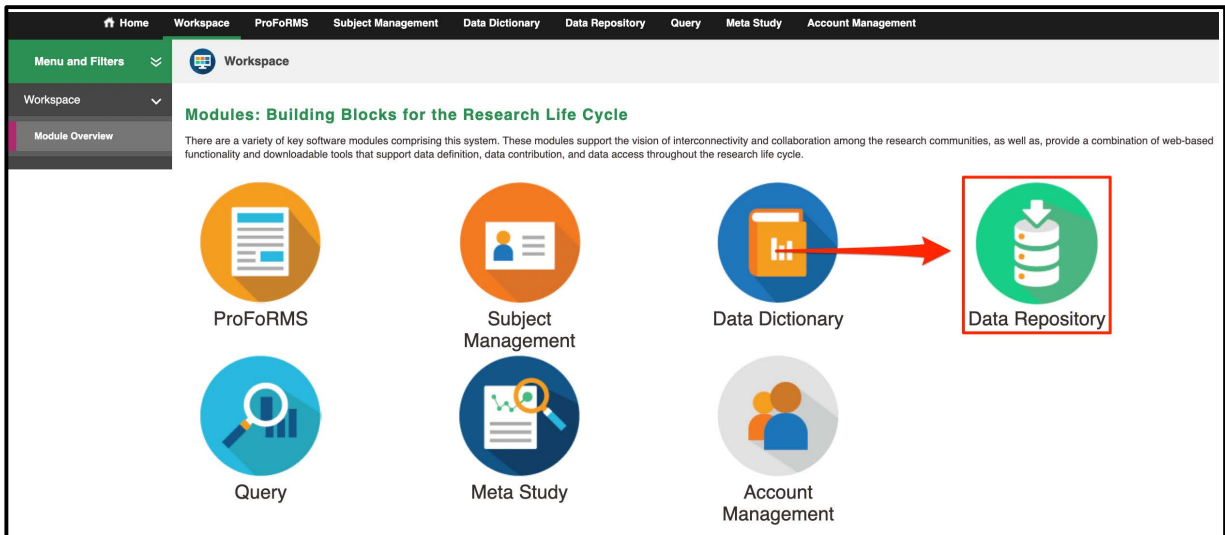 Home Workspace ProFoRMS Subject Management Data Dictionary Data Repository Query Meta Study Account Management
Menu and Filters
Workspace
Workspace
Module Overview
Modules: Building Blocks for the Research Life Cycle
There are a variety of key software modules comprising this system. These modules support the vision of interconnectivity and collaboration among the research communities, as well as, provide a combination of web-based
functionality and downloadable tools that support data definition, data contribution, and data access throughout the research life cycle.
ProFoRMS
Subject
Management
Data Dictionary
Data Repository
Query
Meta Study
Account
Management